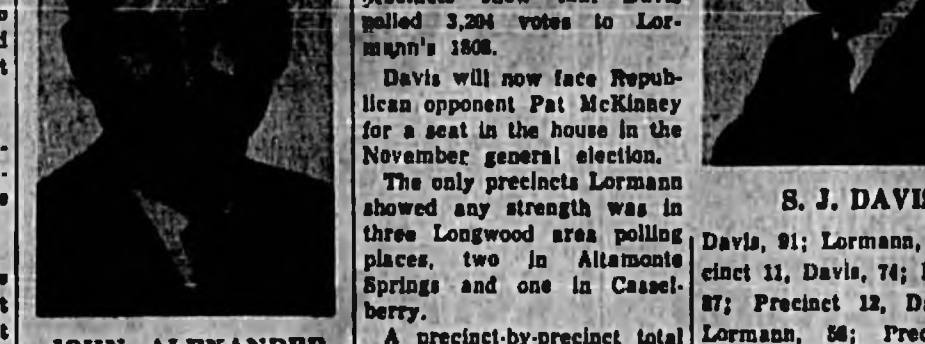 polled 3,204 votes to Lor-
mann's 1808.
Davis will now face Repub-
lican opponent Pat McKinney
for a seat in the house in the
November general election.
The only precincts Lormann
showed any strength was in
three Longwood area polling
places, two in Altamonte
Springs and one in Cassel-
berry.
A precinct-by-precinct total
JOHN ALEXANDER
S. J. DAVIS
Davis, 91; Lormann,
cinct 11, Davis, 74;
27; Precinct 12,
Lormann, 56;